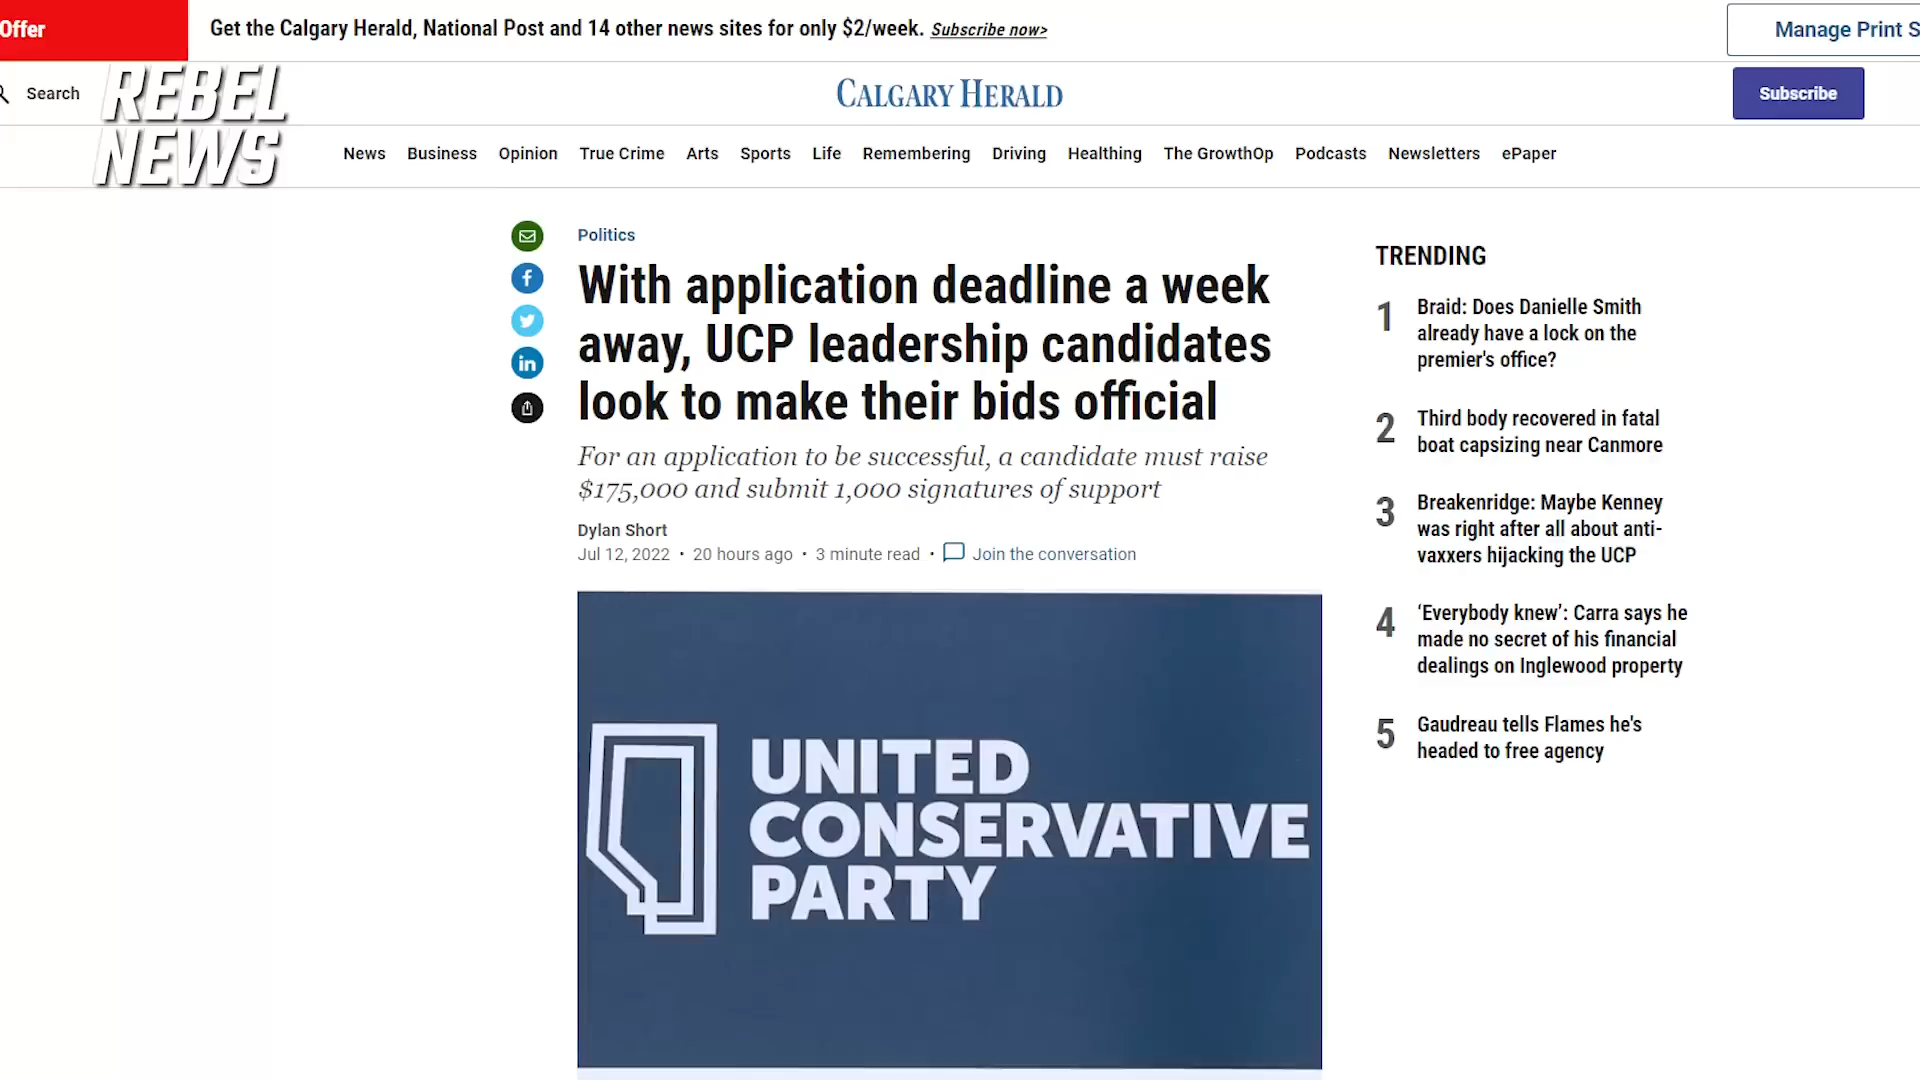 Offer
Get the Calgary Herald, National Post and 14 other news sites for only $2/week. Subscribe now>
Manage Print S
Search
REBEL
NEWS
CALGARY HERALD
Subscribe
News Business Opinion True Crime Arts Sports Life Remembering Driving Healthing The GrowthOp Podcasts Newsletters ePaper
Politics
With application deadline a week
away, UCP leadership candidates
look to make their bids official
For an application to be successful, a candidate must raise
$175,000 and submit 1,000 signatures of support
Dylan Short
Jul 12, 2022 • 20 hours ago • 3 minute read • Join the conversation
UNITED
CONSERVATIVE
PARTY
TRENDING
1
Braid: Does Danielle Smith
already have a lock on the
premier's office?
2
Third body recovered in fatal
boat capsizing near Canmore
3
Breakenridge: Maybe Kenney
was right after all about anti-
vaxxers hijacking the UCP
4
‘Everybody knew’: Carra says he
made no secret of his financial
dealings on Inglewood property
5
Gaudreau tells Flames he's
headed to free agency